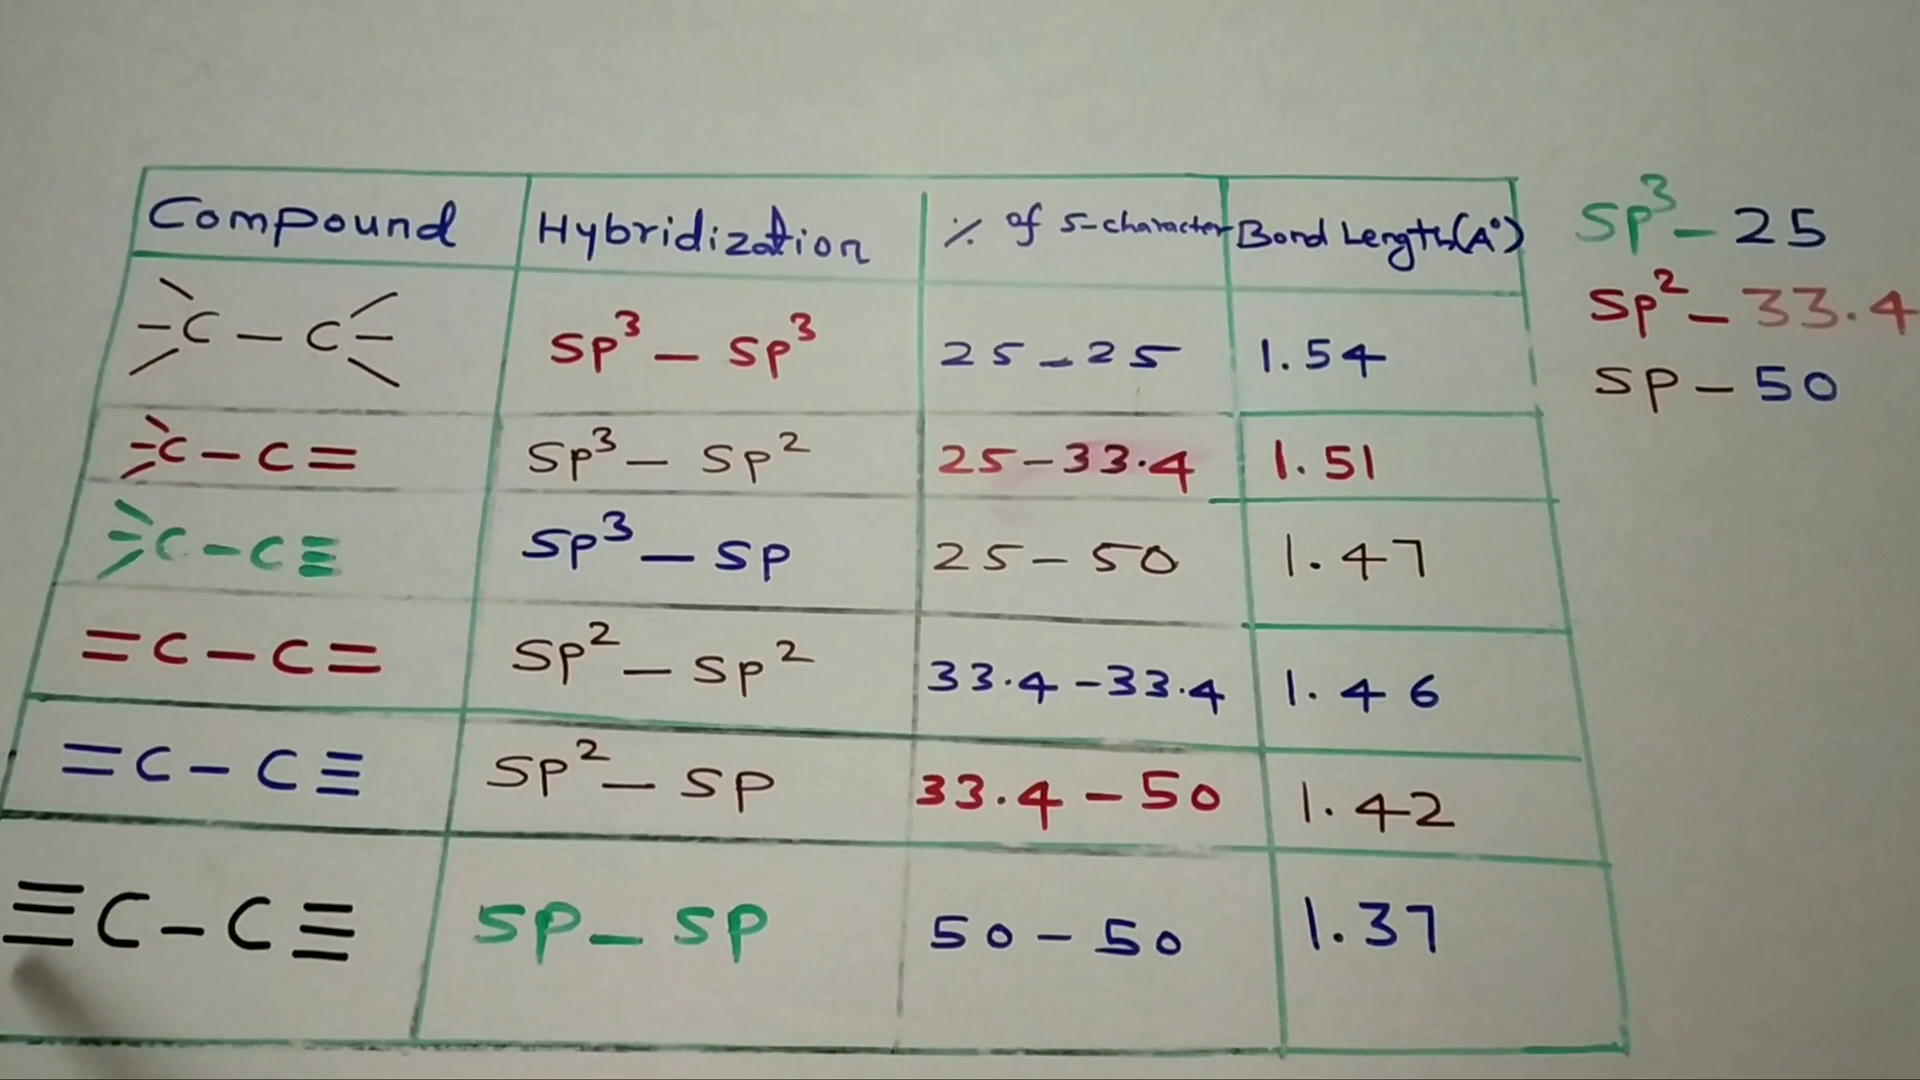 Compound Hybridization % of s-character Bond Length(A°)
C – C sp³ – sp³ 25 – 25 1.54
C – C= sp³ – sp² 25 – 33.4 1.51
C – C≡ sp³ – sp 25 – 50 1.47
=C – C= sp² – sp² 33.4 – 33.4 1.46
=C – C≡ sp² – sp 33.4 – 50 1.42
≡C – C≡ sp – sp 50 – 50 1.37
sp³ – 25
sp² – 33.4
sp – 50